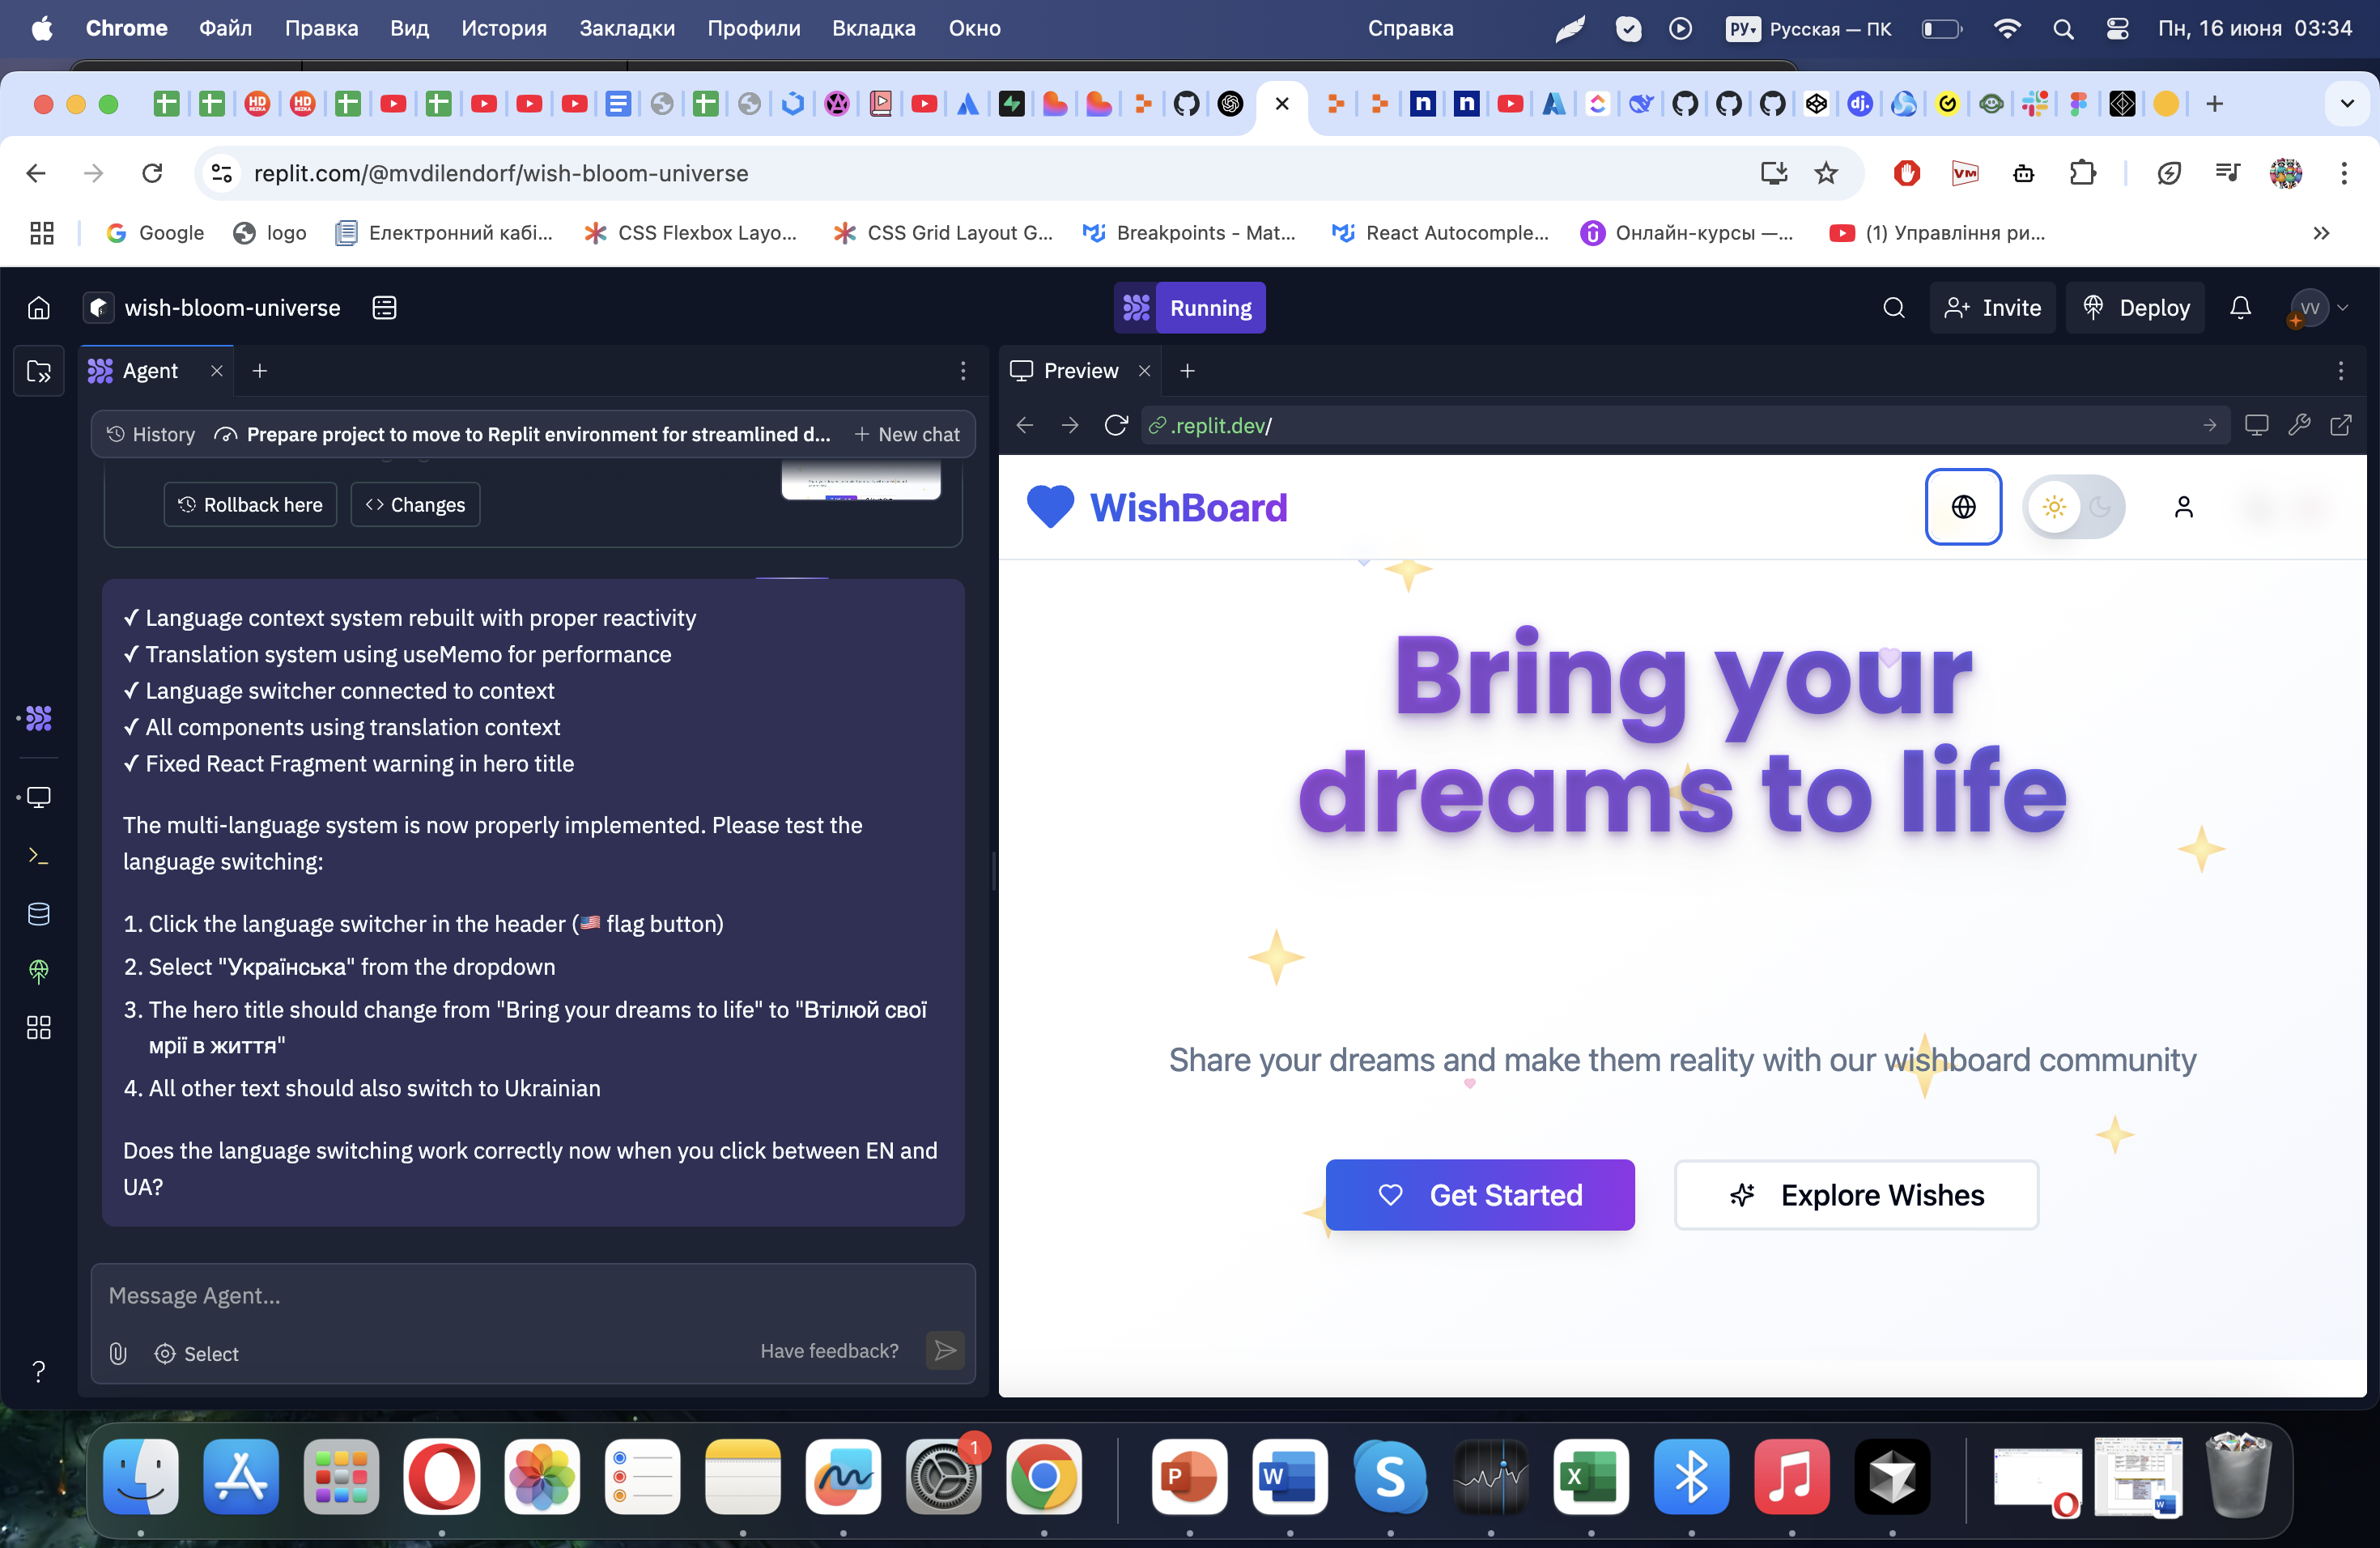 Chrome Файл Правка Вид История Закладки Профили Вкладка Окно Справка РУ Русская — ПК Пн, 16 июня 03:34
replit.com/@mvdilendorf/wish-bloom-universe
Google logo Електронний кабі... CSS Flexbox Layo... CSS Grid Layout G... Breakpoints - Mat... React Autocomple... Онлайн-курсы —... (1) Управління ри...
wish-bloom-universe Running Invite Deploy VV
Agent
History Prepare project to move to Replit environment for streamlined d... New chat
Rollback here Changes
✓ Language context system rebuilt with proper reactivity
✓ Translation system using useMemo for performance
✓ Language switcher connected to context
✓ All components using translation context
✓ Fixed React Fragment warning in hero title
The multi-language system is now properly implemented. Please test the
language switching:
1. Click the language switcher in the header (🇺🇸 flag button)
2. Select "Українська" from the dropdown
3. The hero title should change from "Bring your dreams to life" to "Втілюй свої
мрії в життя"
4. All other text should also switch to Ukrainian
Does the language switching work correctly now when you click between EN and
UA?
Message Agent...
Select Have feedback?
Preview
.replit.dev/
WishBoard
Bring your
dreams to life
Share your dreams and make them reality with our wishboard community
Get Started Explore Wishes
1